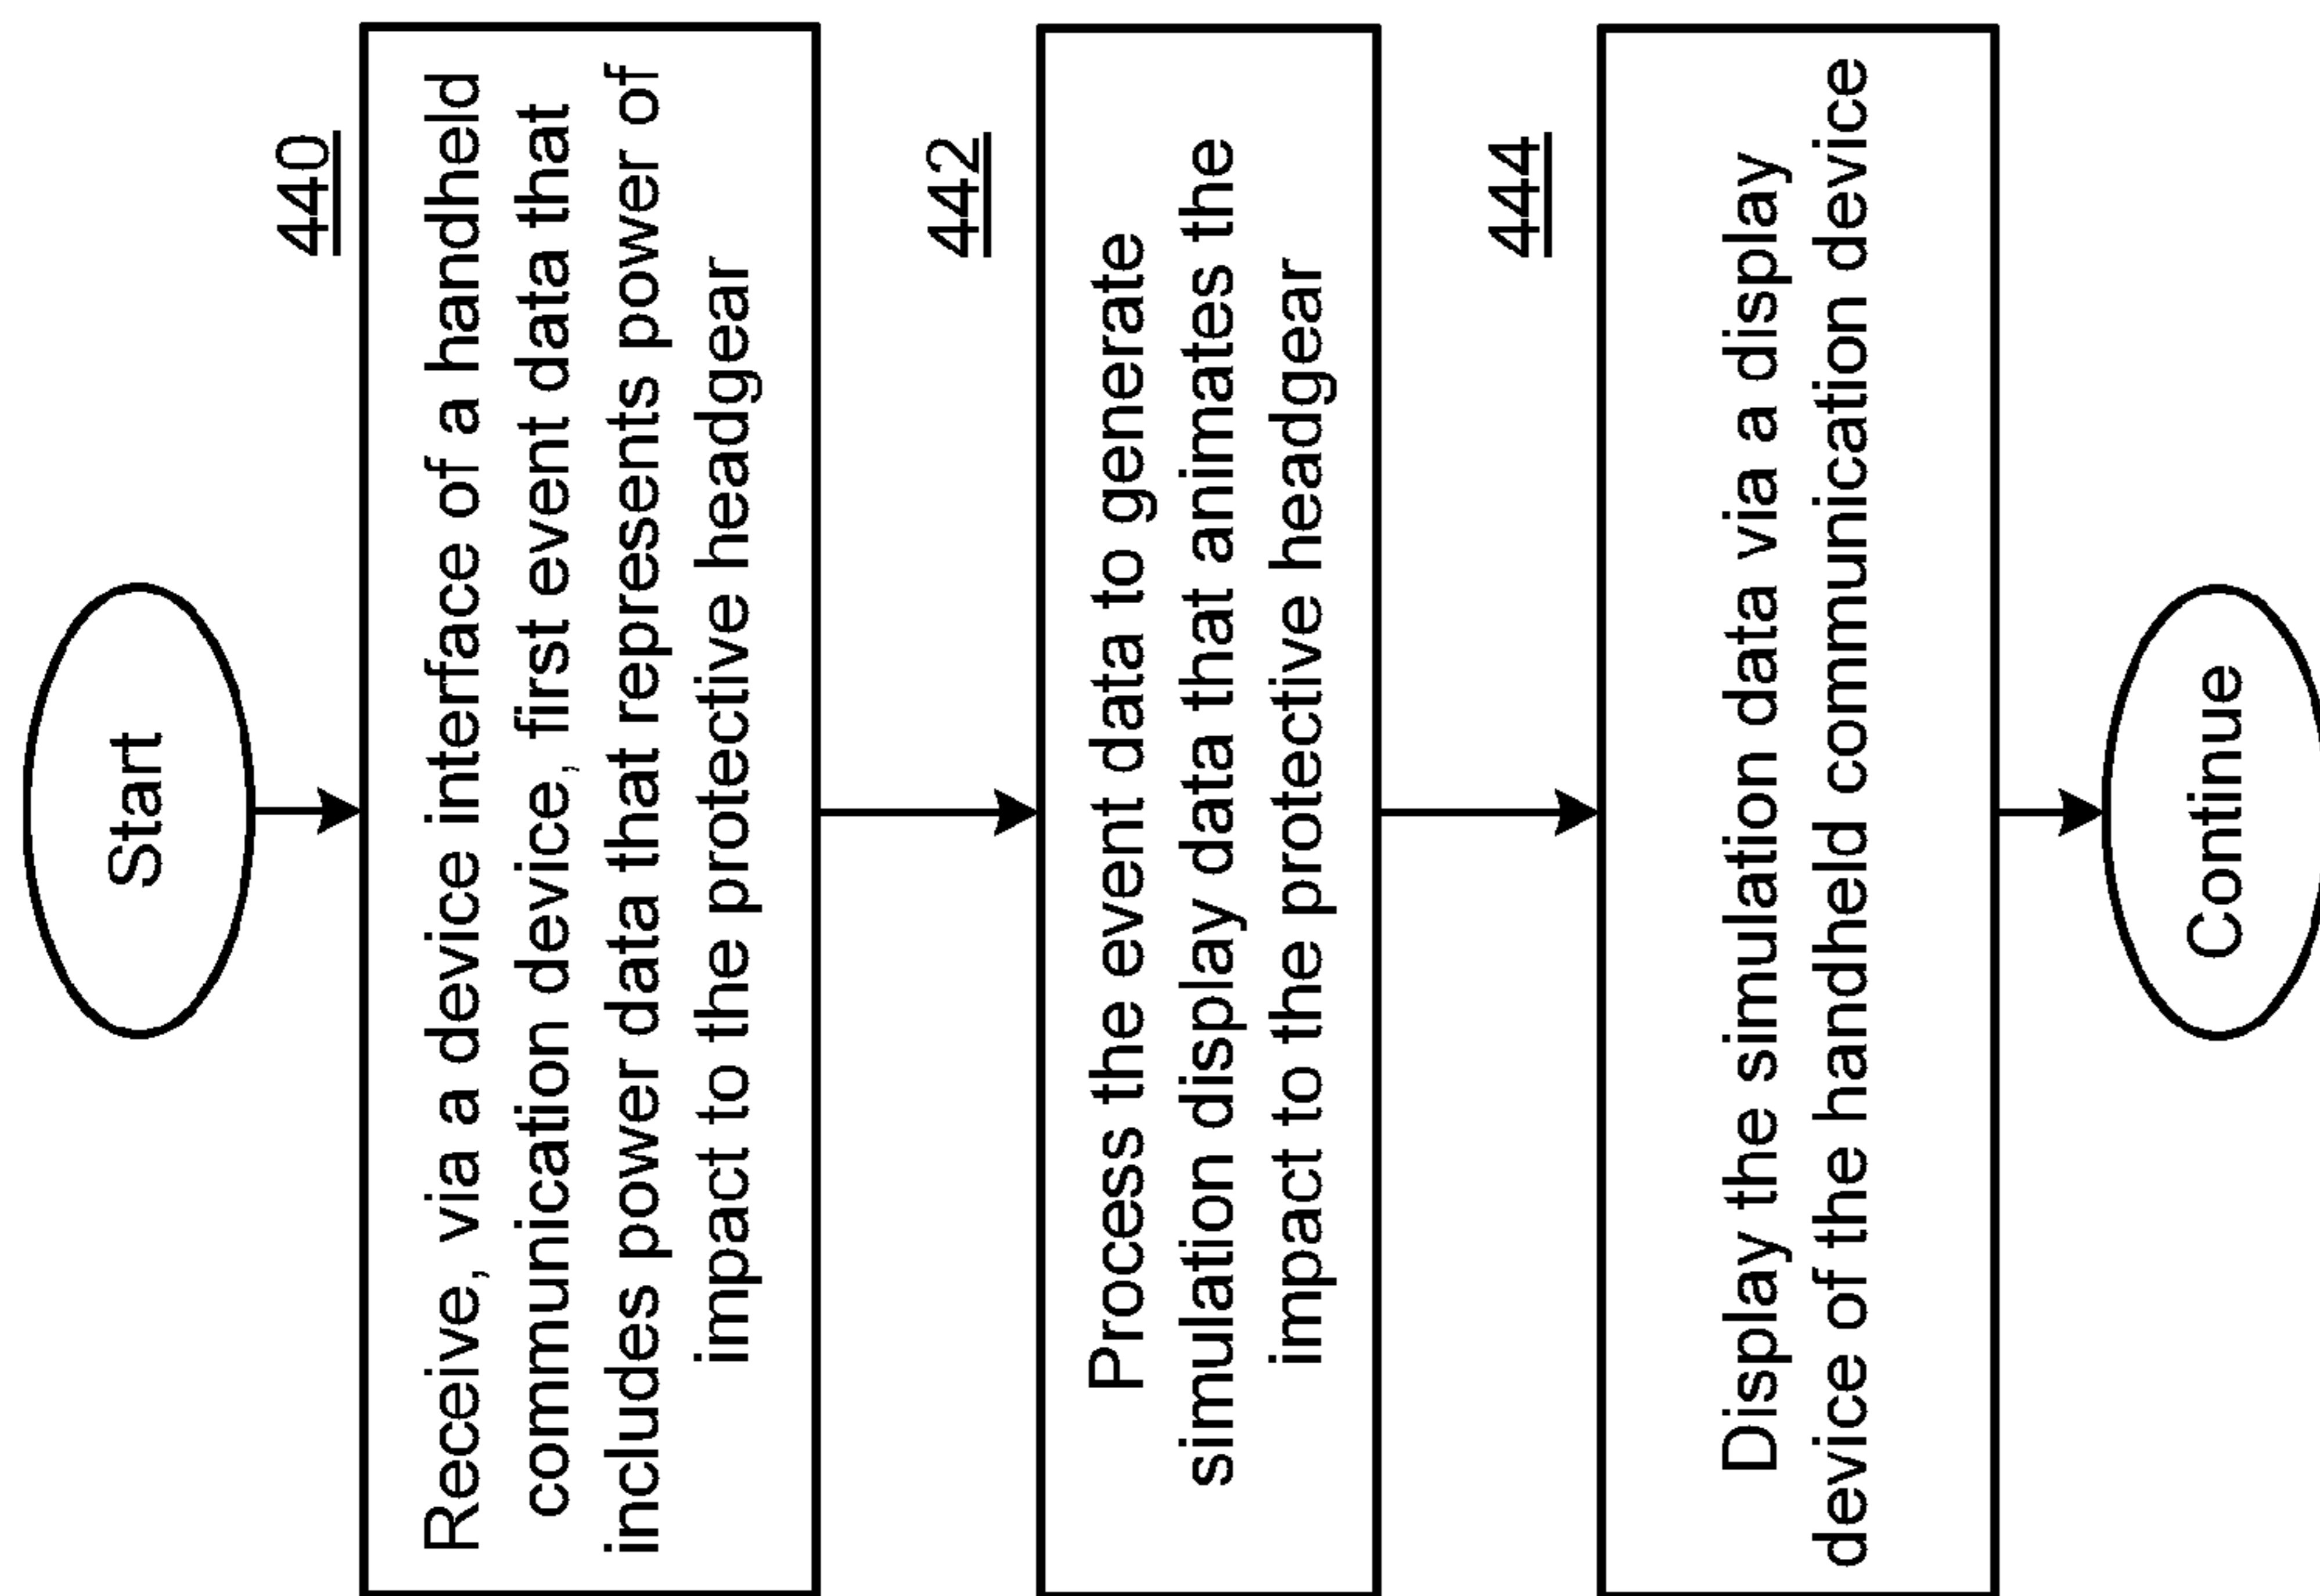 Start
440
Receive, via a device interface of a handheld
communication device, first event data that
includes power data that represents power of
impact to the protective headgear
442
Process the event data to generate
simulation display data that animates the
impact to the protective headgear
444
Display the simulation data via a display
device of the handheld communication device
Continue